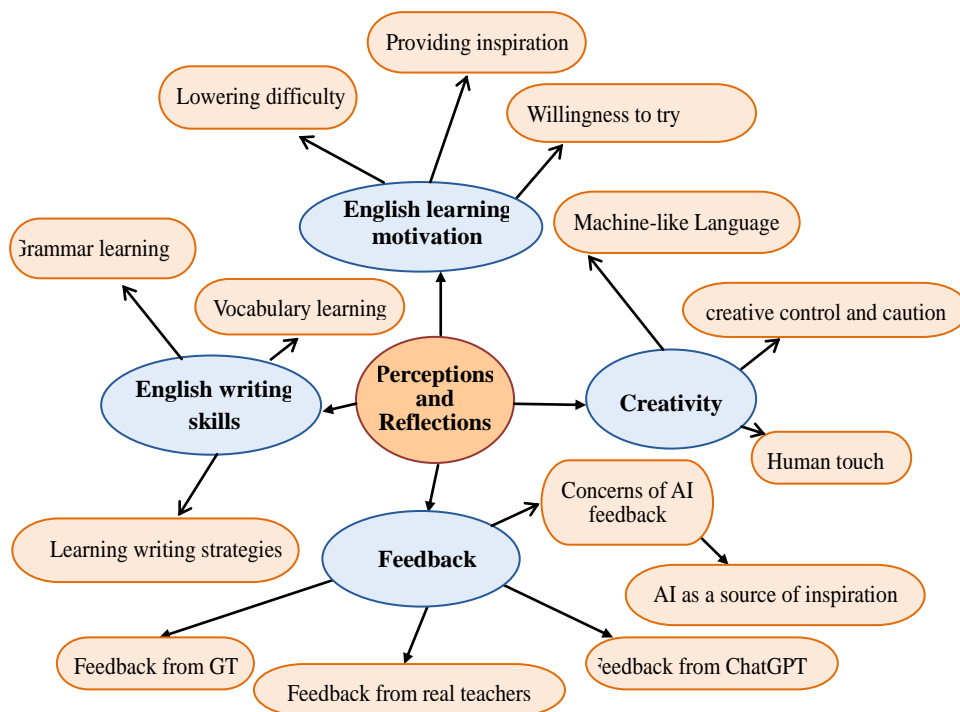 Providing inspiration
Lowering difficulty
Willingness to try
English learning
motivation
Machine-like Language
Grammar learning
Vocabulary learning
creative control and caution
Perceptions
and
Reflections
English writing
skills
Creativity
Human touch
Concerns of AI
feedback
Learning writing strategies
Feedback
AI as a source of inspiration
Feedback from GT
Feedback from ChatGPT
Feedback from real teachers